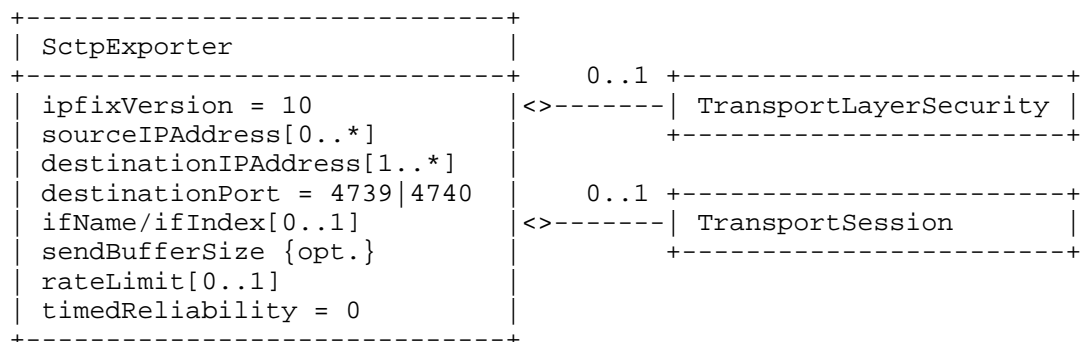 SctpExporter
0..1
ipfixVersion = 10 <>-------| TransportLayerSecurity
sourceIPAddress[0..*]
destinationIPAddress[1..*]
destinationPort = 4739|4740 0..1
ifName/ifIndex[0..1] <>-------| TransportSession
sendBufferSize {opt.}
rateLimit[0..1]
timedReliability = 0